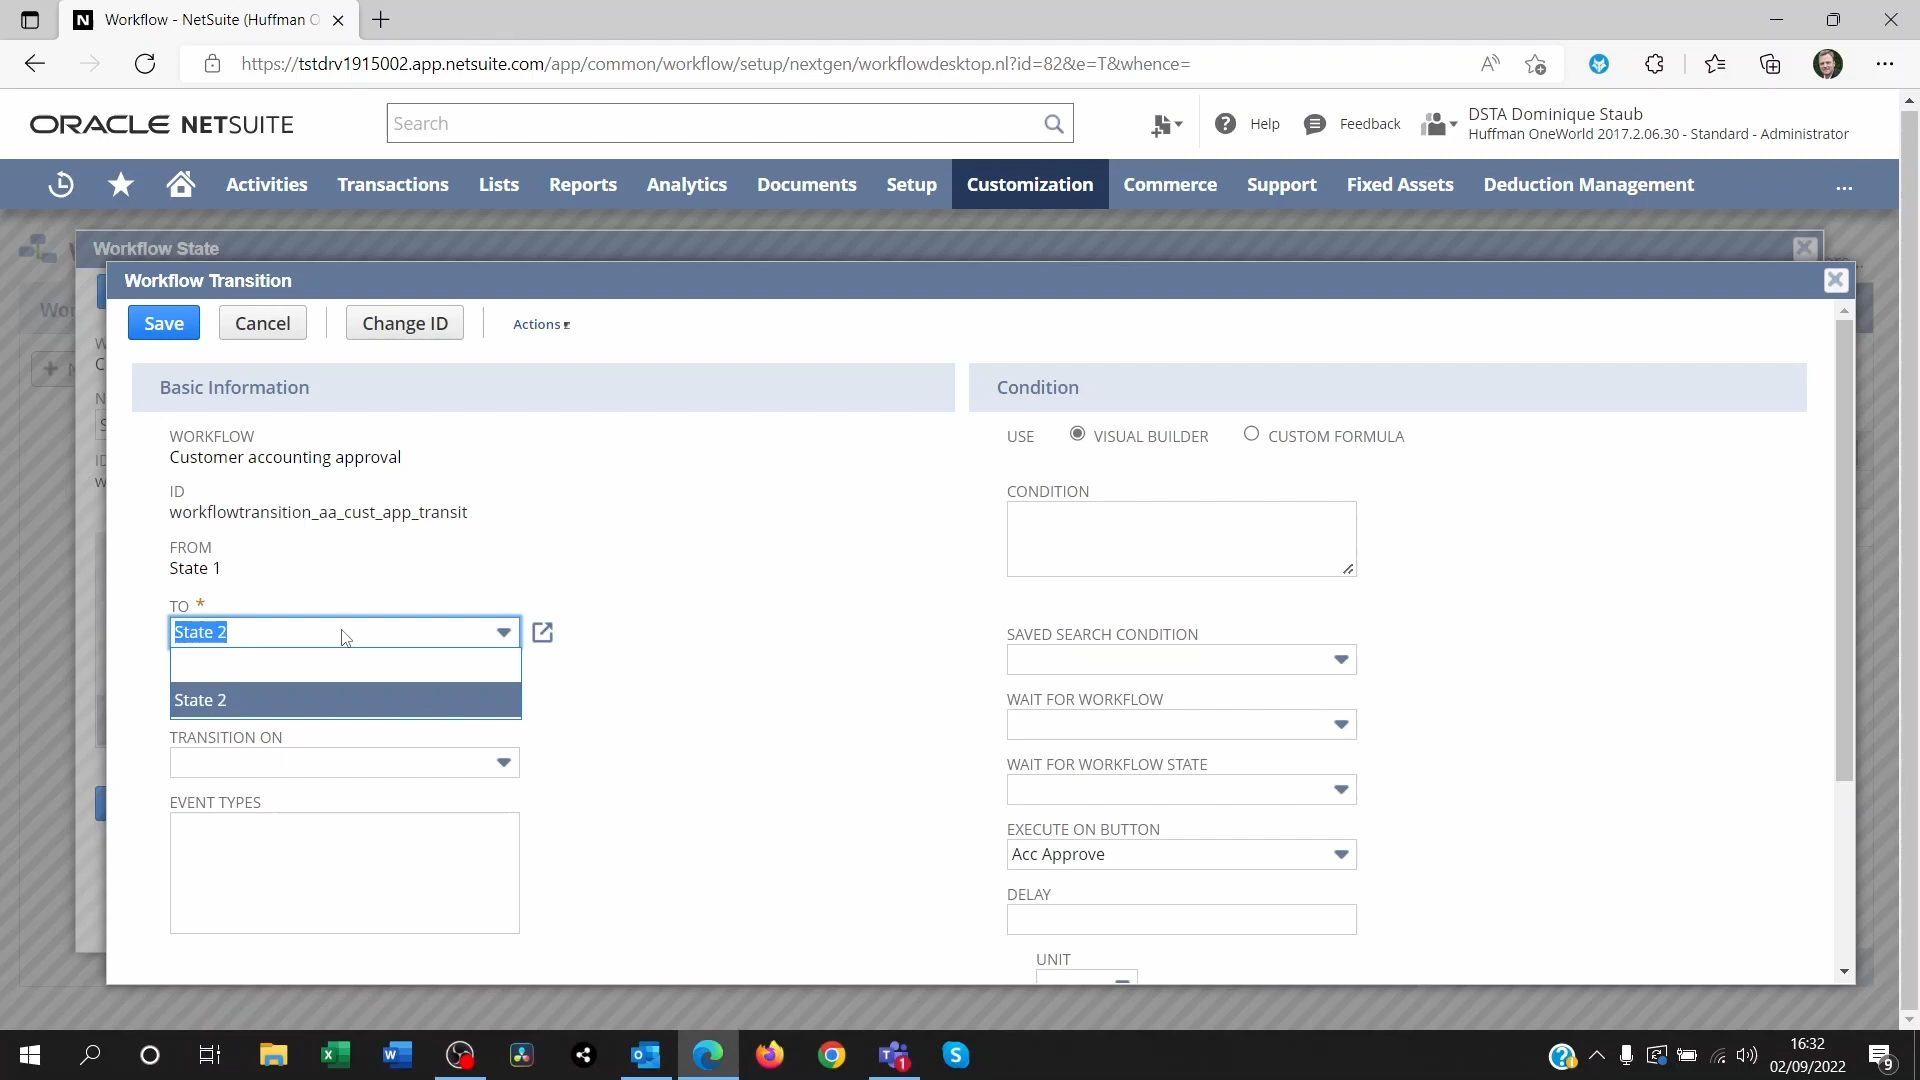 Workflow - NetSuite (Huffman O
https://tstdrv1915002.app.netsuite.com/app/common/workflow/setup/nextgen/workflowdesktop.nl?id=82&e=T&whence=
ORACLE NETSUITE
Search
Help
Feedback
DSTA Dominique Staub
Huffman OneWorld 2017.2.06.30 - Standard - Administrator
Activities
Transactions
Lists
Reports
Analytics
Documents
Setup
Customization
Commerce
Support
Fixed Assets
Deduction Management
...
Workflow State
Workflow Transition
Save
Cancel
Change ID
Actions
Basic Information
Condition
WORKFLOW
Customer accounting approval
USE
VISUAL BUILDER
CUSTOM FORMULA
ID
workflowtransition_aa_cust_app_transit
CONDITION
FROM
State 1
TO *
State 2
State 2
SAVED SEARCH CONDITION
WAIT FOR WORKFLOW
TRANSITION ON
WAIT FOR WORKFLOW STATE
EVENT TYPES
EXECUTE ON BUTTON
Acc Approve
DELAY
UNIT
16:32
02/09/2022
9
1